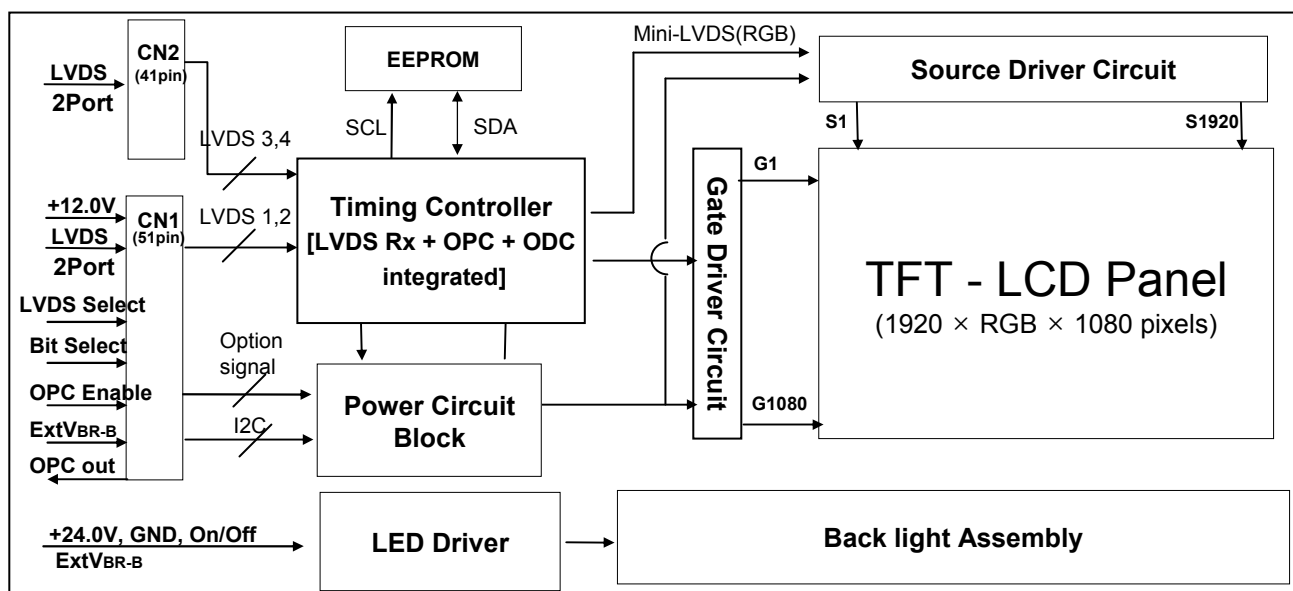 CN2
(41pin)
LVDS
2Port
EEPROM
SCL
SDA
Mini-LVDS(RGB)
Source Driver Circuit
S1
S1920
LVDS 3,4
+12.0V
CN1
(51pin)
LVDS
2Port
LVDS 1,2
Timing Controller
[LVDS Rx + OPC + ODC
integrated]
Gate Driver Circuit
G1
G1080
TFT - LCD Panel
(1920 × RGB × 1080 pixels)
LVDS Select
Bit Select
OPC Enable
ExtVBR-B
OPC out
Option
signal
I2C
Power Circuit
Block
+24.0V, GND, On/Off
ExtVBR-B
LED Driver
Back light Assembly